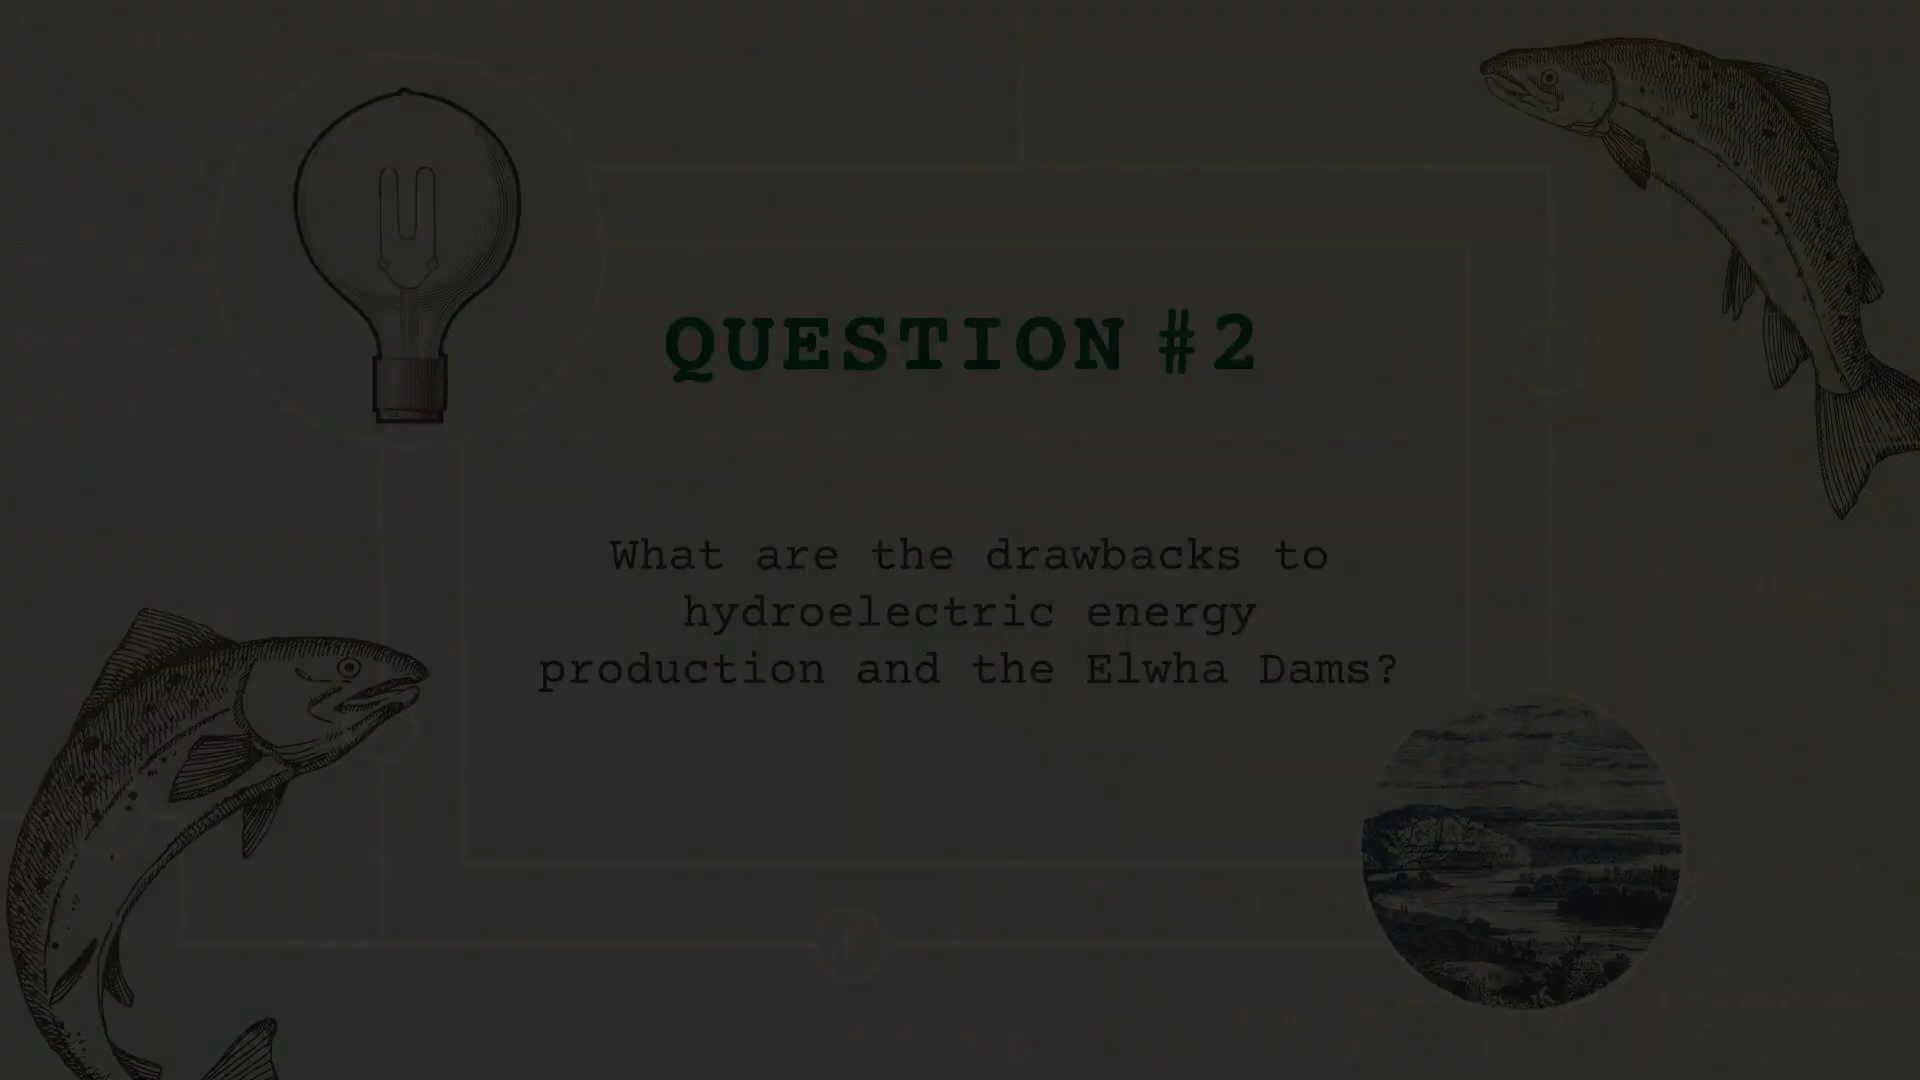 QUESTION #2
What are the drawbacks to
hydroelectric energy
production and the Elwha Dams?